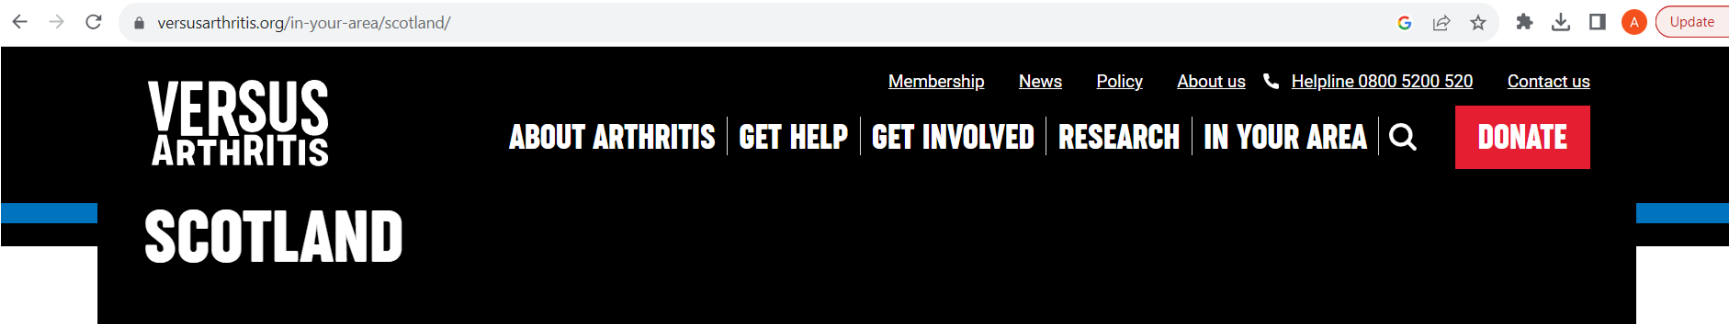 versusarthritis.org/in-your-area/scotland/
A
Update
Membership News Policy About us Helpline 0800 5200 520 Contact us
VERSUS
ARTHRITIS
ABOUT ARTHRITIS GET HELP GET INVOLVED RESEARCH IN YOUR AREA DONATE
SCOTLAND